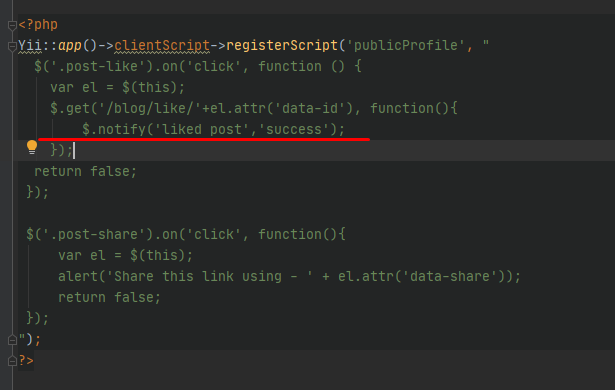 <?php
Yii::app()->clientScript->registerScript('publicProfile', "
$('.post-like').on('click', function () {
var el = $(this);
$.get('/blog/like/'+el.attr('data-id'), function(){
$.notify('liked post','success');
});
return false;
});
$('.post-share').on('click', function(){
var el = $(this);
alert('Share this link using - ' + el.attr('data-share'));
return false;
});
");
?>